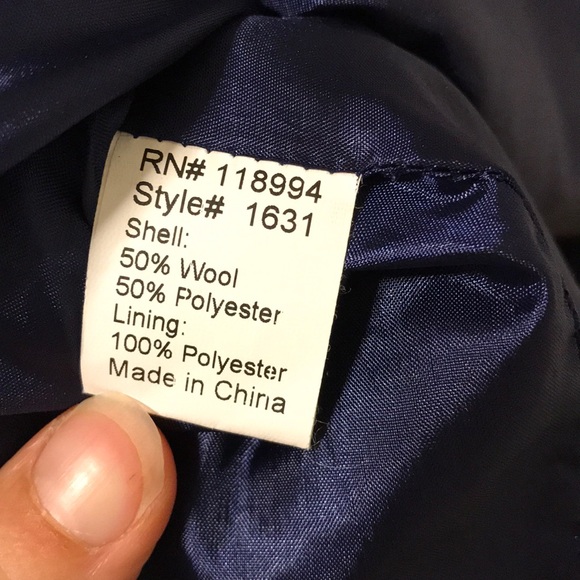 RN# 118994
Style# 1631
Shell:
50% Wool
50% Polyester
Lining:
100% Polyester
Made in China